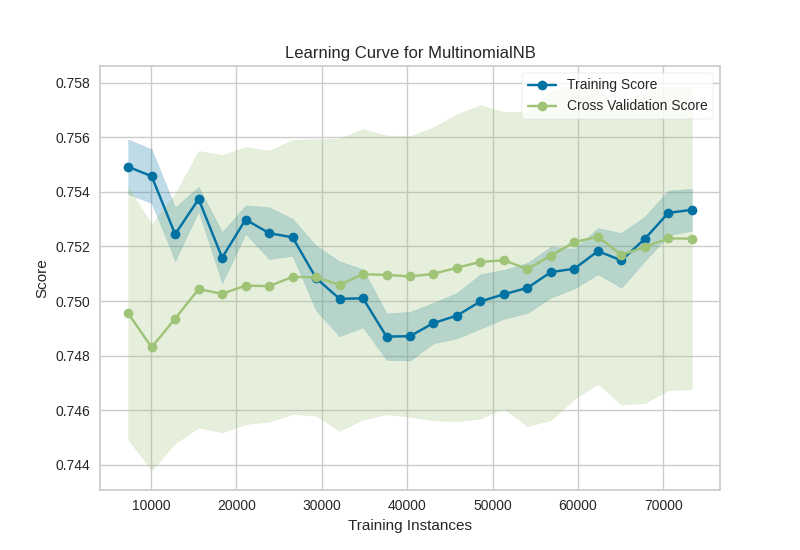 Learning Curve for MultinomialNB
Training Score
Cross Validation Score
0.758
0.756
0.754
0.752
0.750
0.748
0.746
0.744
Score
10000 20000 30000 40000 50000 60000 70000
Training Instances